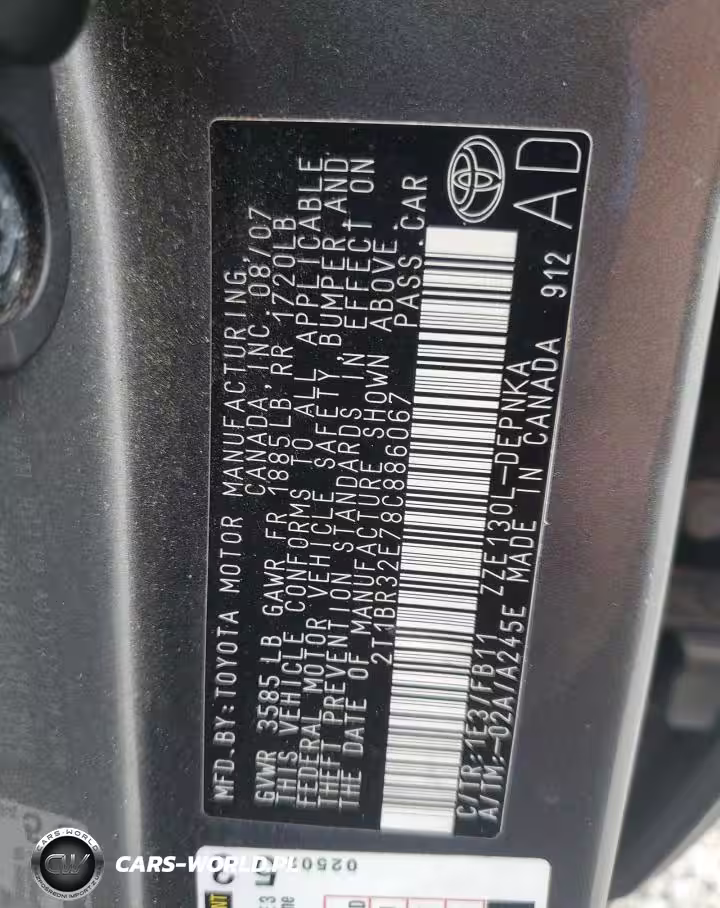 MFD.BY:TOYOTA MOTOR MANUFACTURING
CANADA, INC. 08/07
GVWR 3585LB GAWR FR 1885LB RR 1720LB
THIS VEHICLE CONFORMS TO ALL APPLICABLE
FEDERAL MOTOR VEHICLE SAFETY, BUMPER AND
THEFT PREVENTION STANDARDS IN EFFECT ON
THE DATE OF MANUFACTURE SHOWN ABOVE.
2T1BR32E78C886067 PASS.CAR
C/TR:1E3/FB11 ZZE130L-DEPNKA
A/TM:-02A/A245E MADE IN CANADA 912
AD
CARS-WORLD
CW
CARS-WORLD.PL